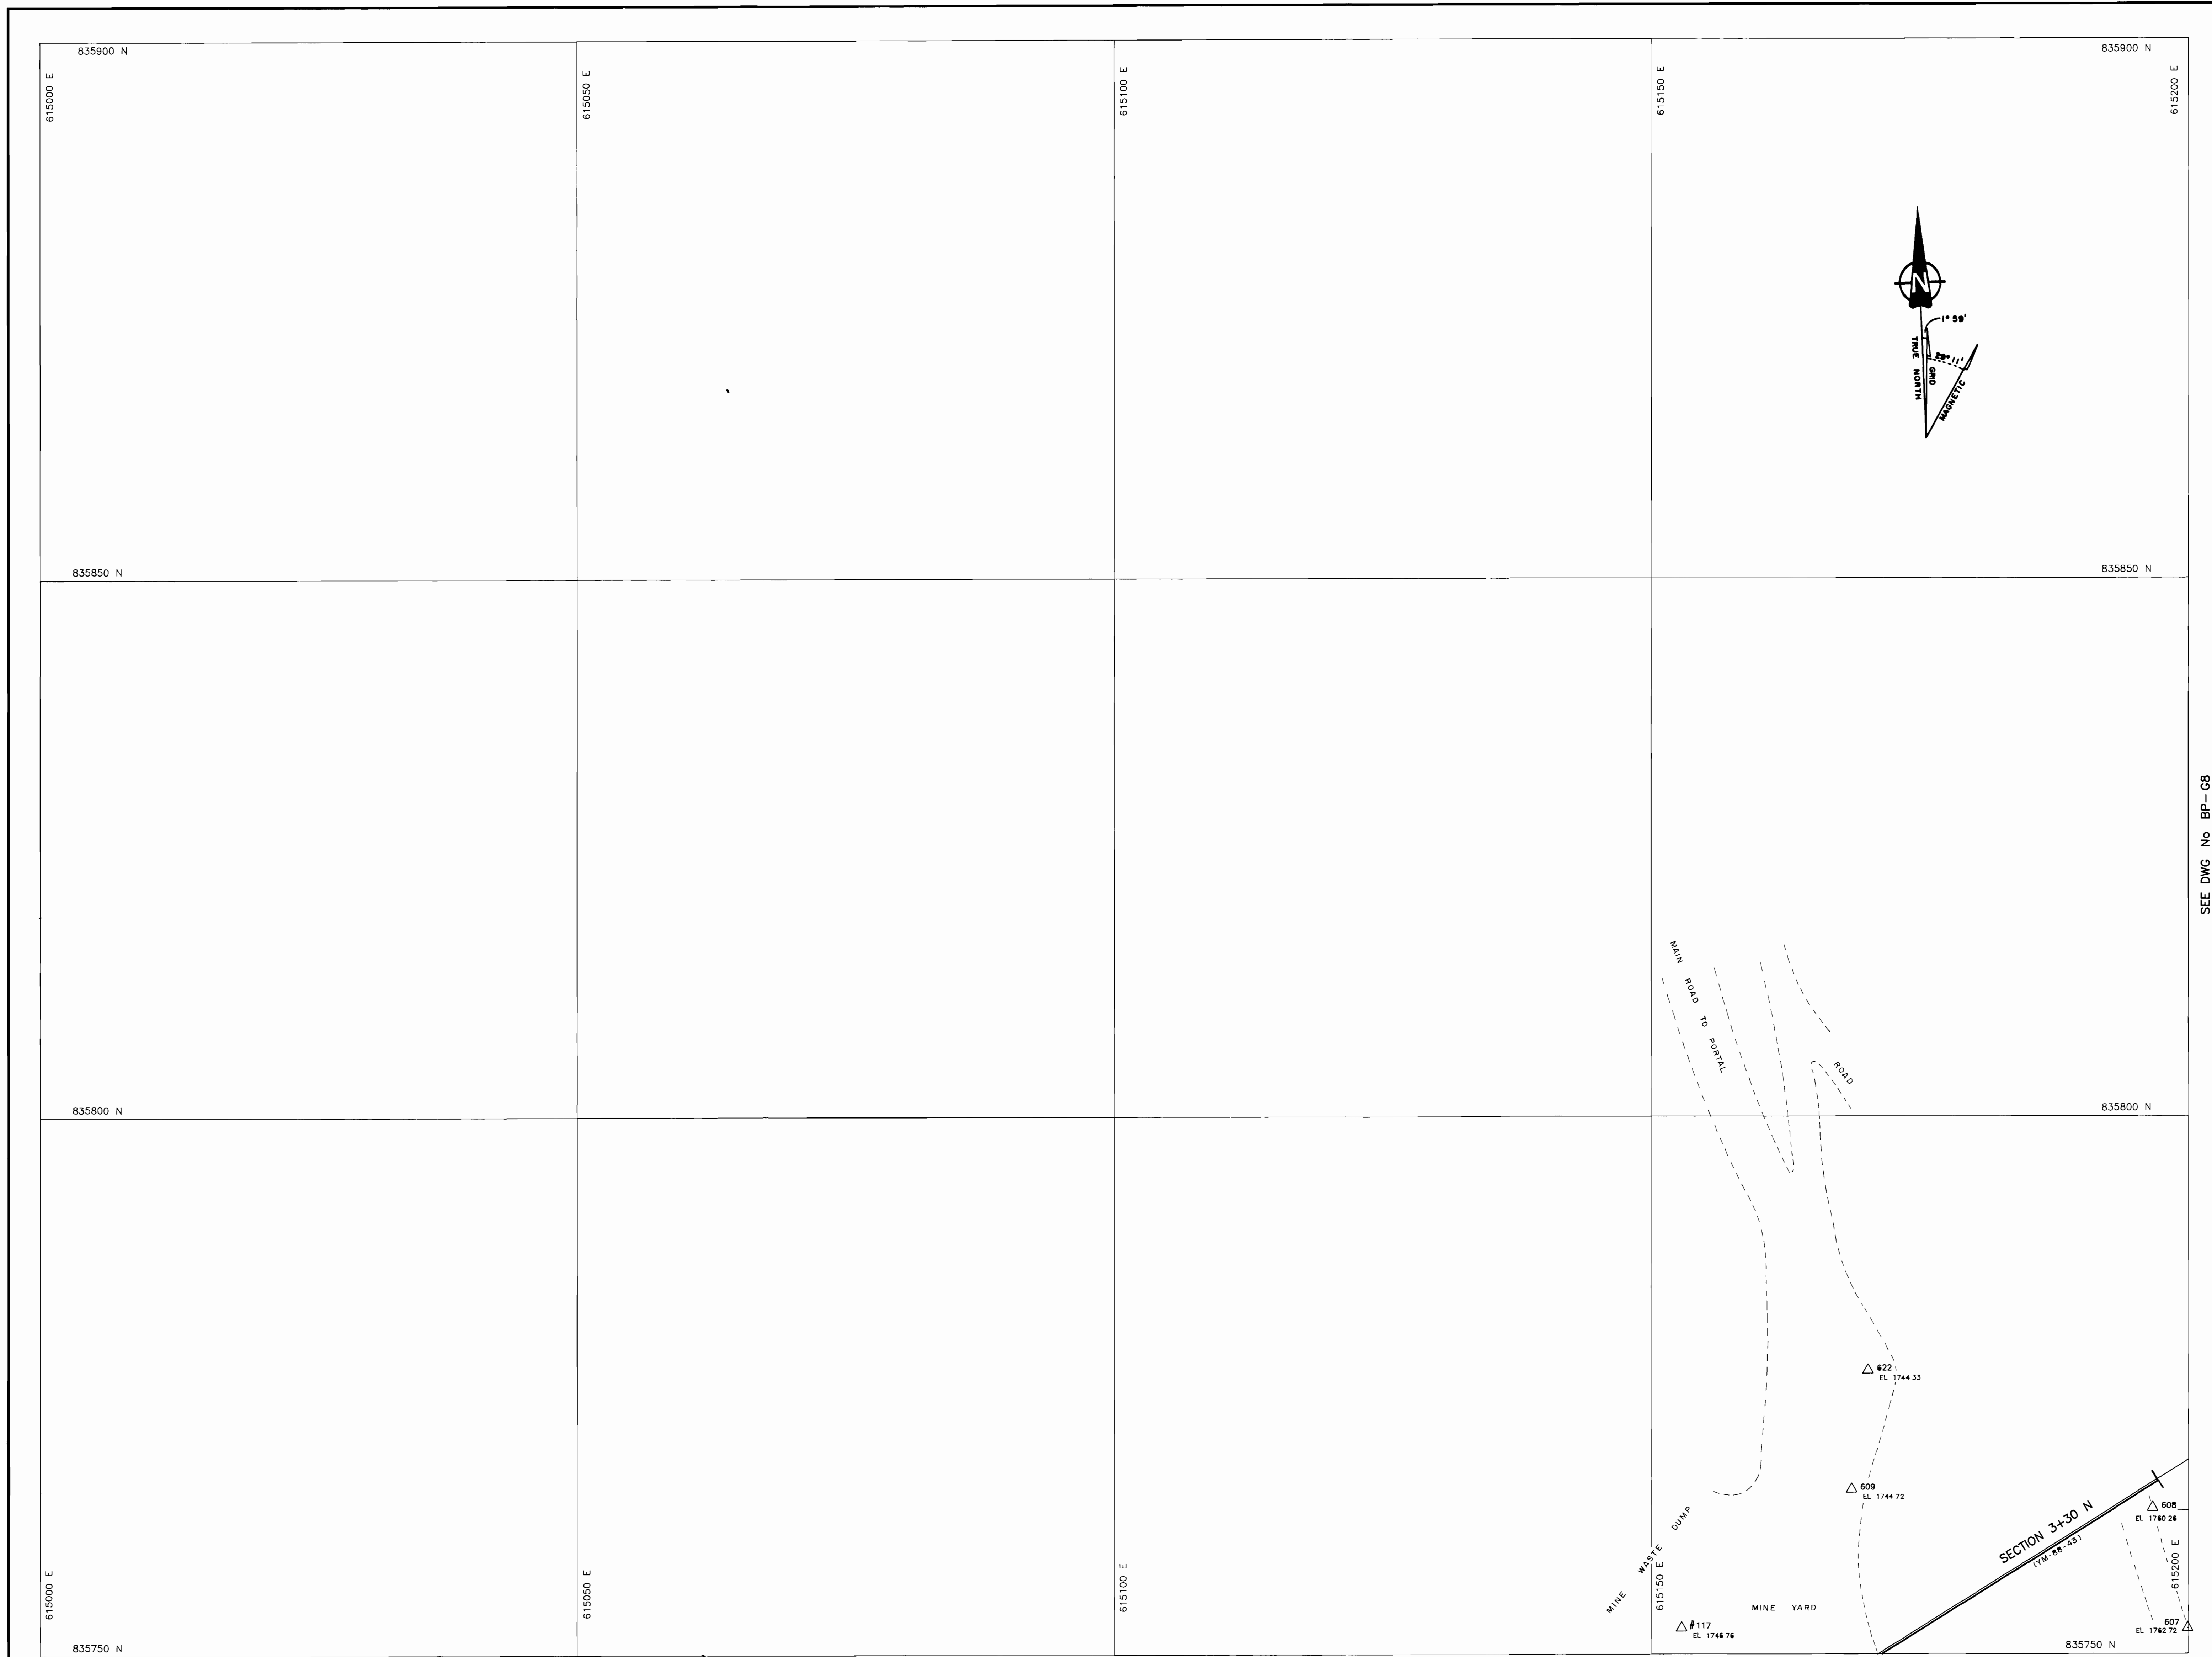 835900 N
835900 N
615000 E
615050 E
615100 E
615150 E
615200 E
N
1° 59'
TRUE NORTH
GRID
MAGNETIC
835850 N
835850 N
SEE DWG No BP-G8
MAIN ROAD TO PORTAL
ROAD
835800 N
835800 N
622
EL 1744 33
609
EL 1744 72
SECTION 3+30 N
(YM-88-43)
608
EL 1760 26
MINE WASTE DUMP
615000 E
615050 E
615100 E
615150 E
615200 E
MINE YARD
#117
EL 1746 76
607
EL 1762 72
835750 N
835750 N